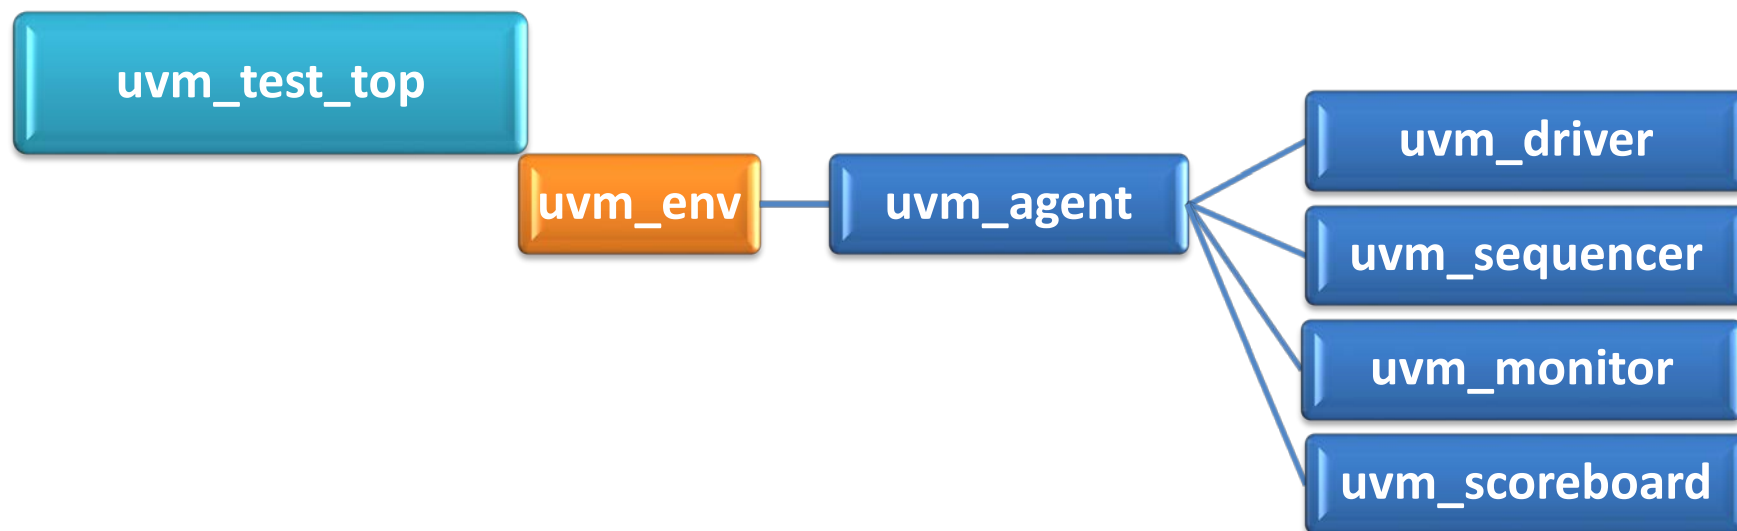 uvm_test_top
uvm_env
uvm_agent
uvm_driver
uvm_sequencer
uvm_monitor
uvm_scoreboard